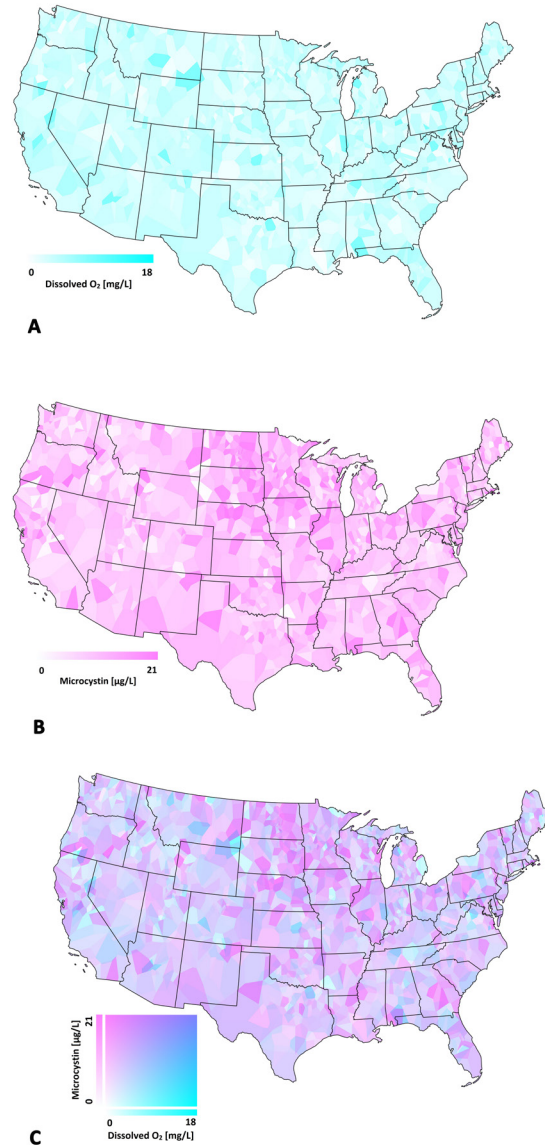 0 18
Dissolved O₂ [mg/L]
A
0 21
Microcystin [µg/L]
B
Microcystin [µg/L]
0 21
0 18
Dissolved O₂ [mg/L]
C